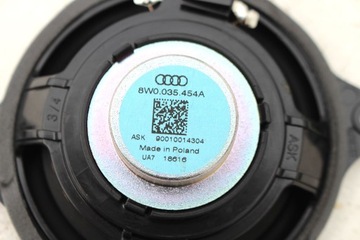 8W0.035.454A
ASK 90010014304
Made in Poland
UA7 18616
3/4
ASK